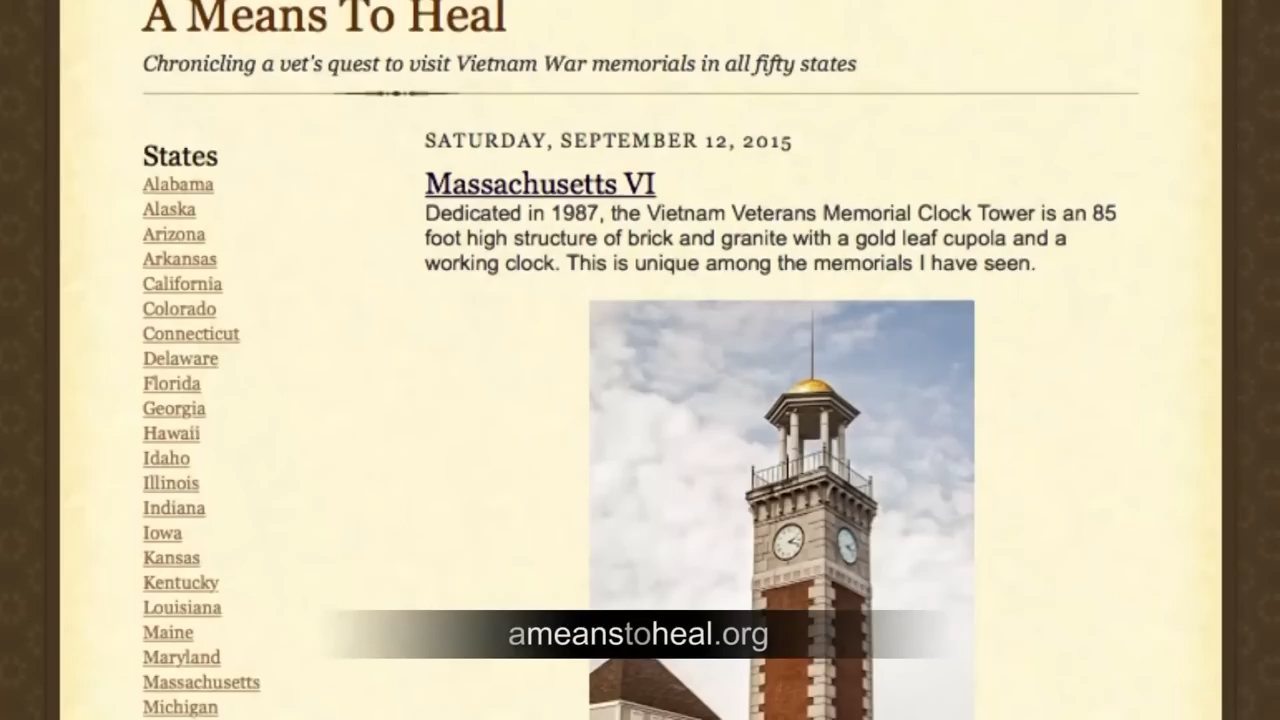 A Means To Heal
Chronicling a vet's quest to visit Vietnam War memorials in all fifty states
States
Alabama
Alaska
Arizona
Arkansas
California
Colorado
Connecticut
Delaware
Florida
Georgia
Hawaii
Idaho
Illinois
Indiana
Iowa
Kansas
Kentucky
Louisiana
Maine
Maryland
Massachusetts
Michigan
SATURDAY, SEPTEMBER 12, 2015
Massachusetts VI
Dedicated in 1987, the Vietnam Veterans Memorial Clock Tower is an 85
foot high structure of brick and granite with a gold leaf cupola and a
working clock. This is unique among the memorials I have seen.
ameanstoheal.org